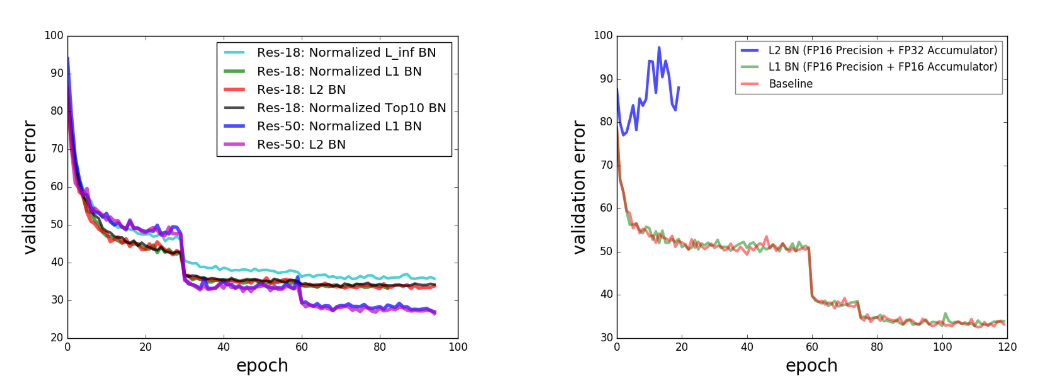 100
90
80
70
60
50
40
30
20
0
20
40
60
80
100
validation error
epoch
Res-18: Normalized L_inf BN
Res-18: Normalized L1 BN
Res-18: L2 BN
Res-18: Normalized Top10 BN
Res-50: Normalized L1 BN
Res-50: L2 BN
100
90
80
70
60
50
40
30
0
20
40
60
80
100
120
validation error
epoch
L2 BN (FP16 Precision + FP32 Accumulator)
L1 BN (FP16 Precision + FP16 Accumulator)
Baseline